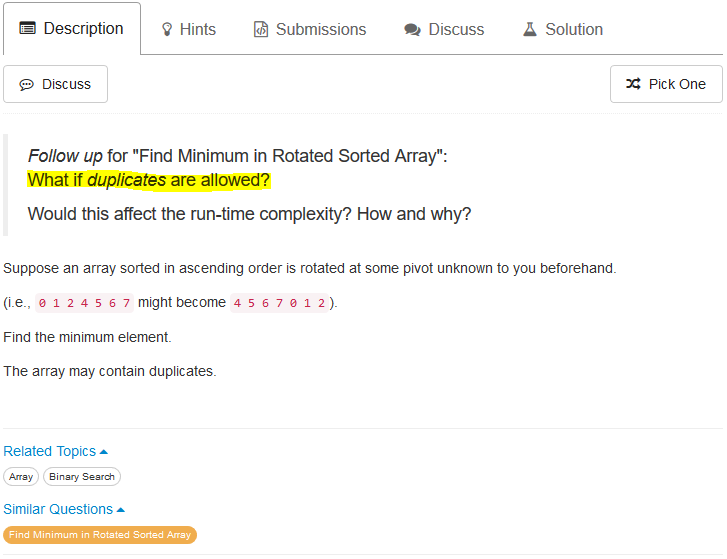 Description Hints Submissions Discuss Solution
Discuss Pick One
Follow up for "Find Minimum in Rotated Sorted Array":
What if duplicates are allowed?
Would this affect the run-time complexity? How and why?
Suppose an array sorted in ascending order is rotated at some pivot unknown to you beforehand.
(i.e., 0 1 2 4 5 6 7 might become 4 5 6 7 0 1 2).
Find the minimum element.
The array may contain duplicates.
Related Topics
Array Binary Search
Similar Questions
Find Minimum in Rotated Sorted Array